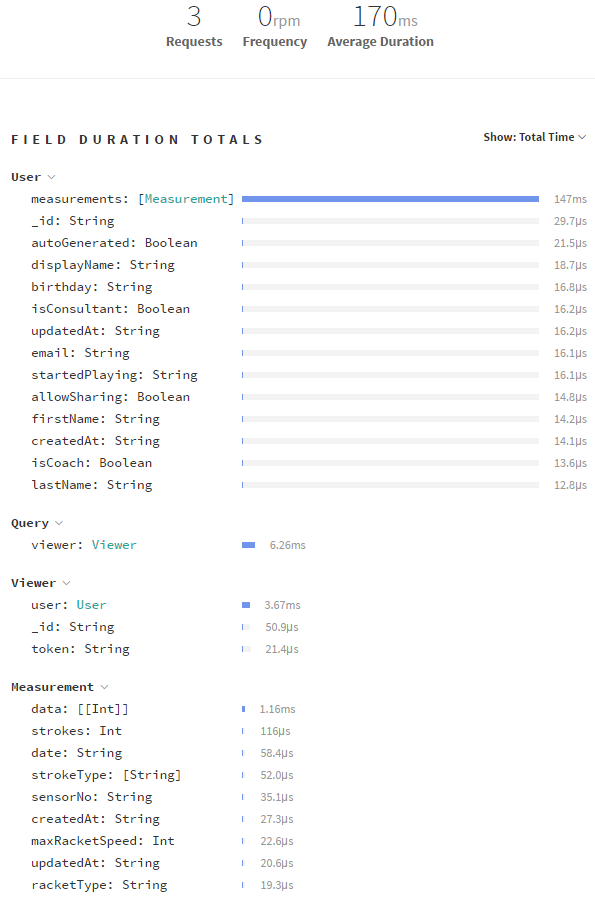 3 0rpm 170ms
Requests Frequency Average Duration
FIELD DURATION TOTALS Show: Total Time
User
measurements: [Measurement] 147ms
_id: String 29.7µs
autoGenerated: Boolean 21.5µs
displayName: String 18.7µs
birthday: String 16.8µs
isConsultant: Boolean 16.2µs
updatedAt: String 16.2µs
email: String 16.1µs
startedPlaying: String 16.1µs
allowSharing: Boolean 14.8µs
firstName: String 14.2µs
createdAt: String 14.1µs
isCoach: Boolean 13.6µs
lastName: String 12.8µs
Query
viewer: Viewer 6.26ms
Viewer
user: User 3.67ms
_id: String 50.9µs
token: String 21.4µs
Measurement
data: [[Int]] 1.16ms
strokes: Int 116µs
date: String 58.4µs
strokeType: [String] 52.0µs
sensorNo: String 35.1µs
createdAt: String 27.3µs
maxRacketSpeed: Int 22.6µs
updatedAt: String 20.6µs
racketType: String 19.3µs